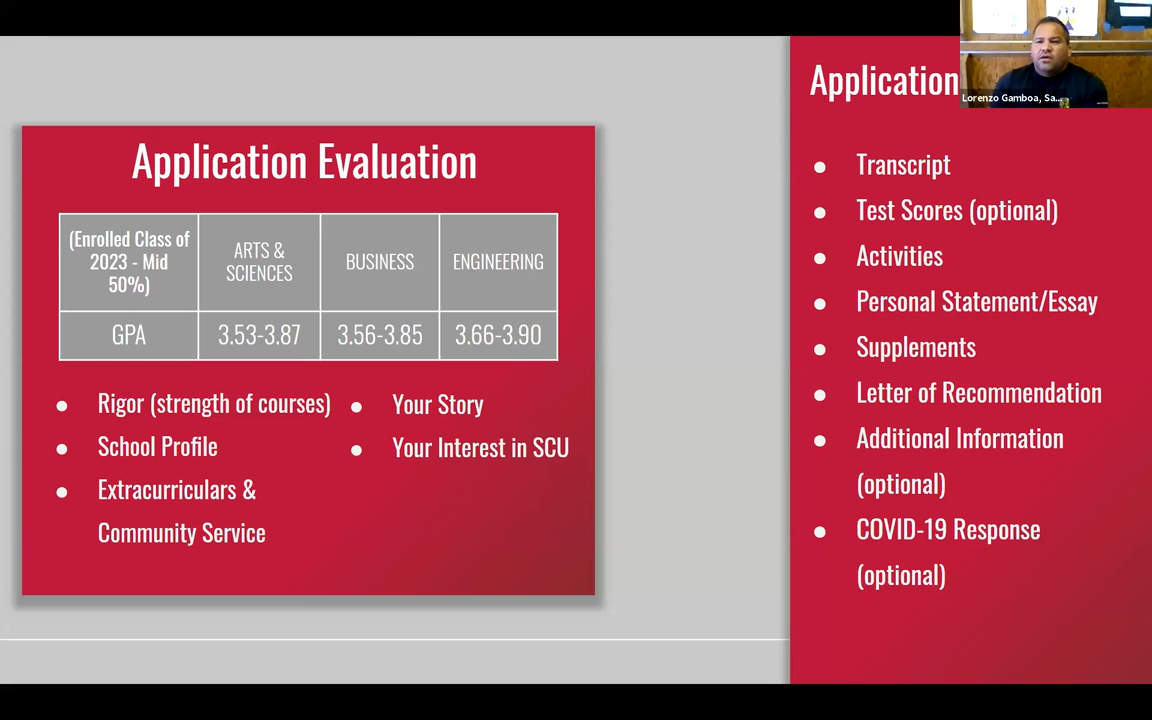 Application Evaluation
(Enrolled Class of
2023 - Mid
50%)
ARTS &
SCIENCES
BUSINESS
ENGINEERING
GPA
3.53-3.87
3.56-3.85
3.66-3.90
● Rigor (strength of courses)
● School Profile
● Extracurriculars &
Community Service
● Your Story
● Your Interest in SCU
Application
● Transcript
● Test Scores (optional)
● Activities
● Personal Statement/Essay
● Supplements
● Letter of Recommendation
● Additional Information
(optional)
● COVID-19 Response
(optional)
Lorenzo Gamboa, Sa...